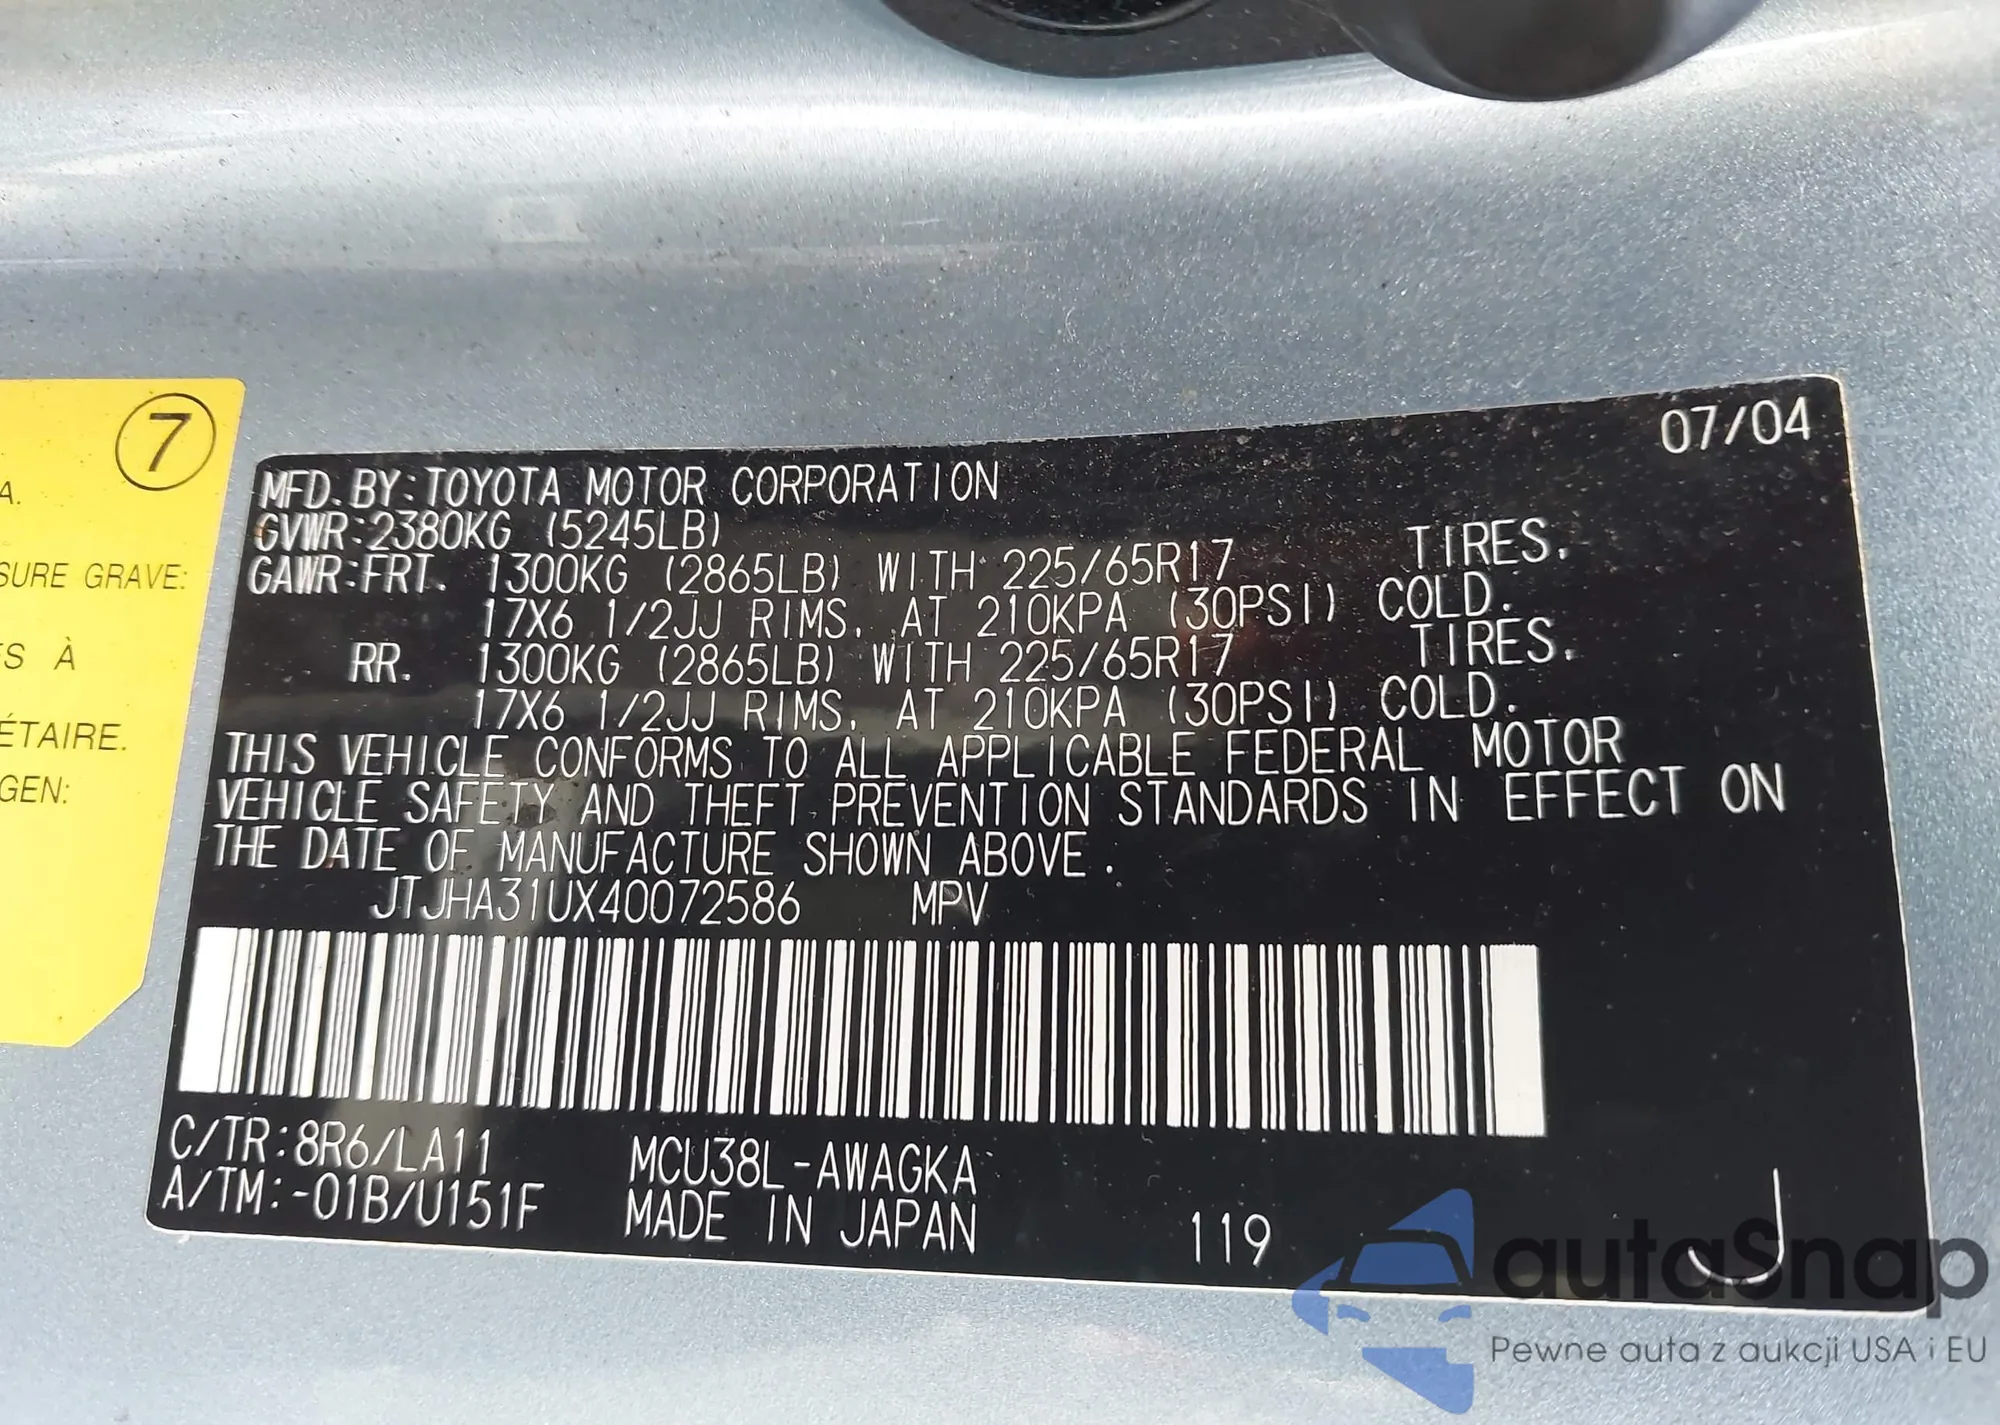 7
A.
SURE GRAVE:
S À
ÉTAIRE.
GEN:
07/04
MFD. BY: TOYOTA MOTOR CORPORATION
GVWR:2380KG (5245LB)
GAWR:FRT. 1300KG (2865LB) WITH 225/65R17 TIRES.
17X6 1/2JJ RIMS, AT 210KPA (30PSI) COLD.
RR. 1300KG (2865LB) WITH 225/65R17 TIRES.
17X6 1/2JJ RIMS, AT 210KPA (30PSI) COLD.
THIS VEHICLE CONFORMS TO ALL APPLICABLE FEDERAL MOTOR
VEHICLE SAFETY AND THEFT PREVENTION STANDARDS IN EFFECT ON
THE DATE OF MANUFACTURE SHOWN ABOVE.
JTJHA31UX40072586 MPV
C/TR:8R6/LA11 MCU38L-AWAGKA
A/TM:-01B/U151F MADE IN JAPAN 119 J
autaSnap
Pewne auta z aukcji USA i EU